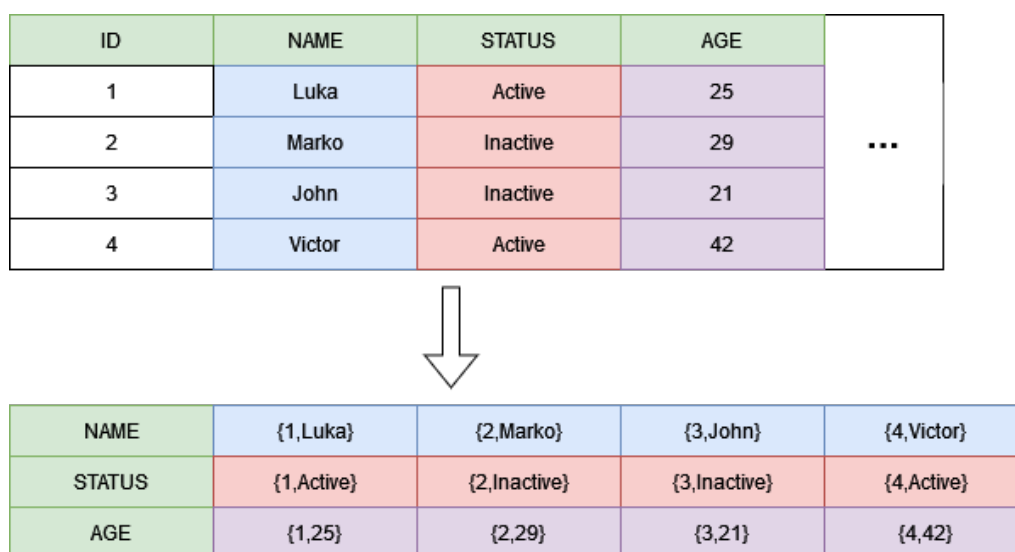 ID NAME STATUS AGE
1 Luka Active 25 ...
2 Marko Inactive 29
3 John Inactive 21
4 Victor Active 42
NAME {1,Luka} {2,Marko} {3,John} {4,Victor}
STATUS {1,Active} {2,Inactive} {3,Inactive} {4,Active}
AGE {1,25} {2,29} {3,21} {4,42}